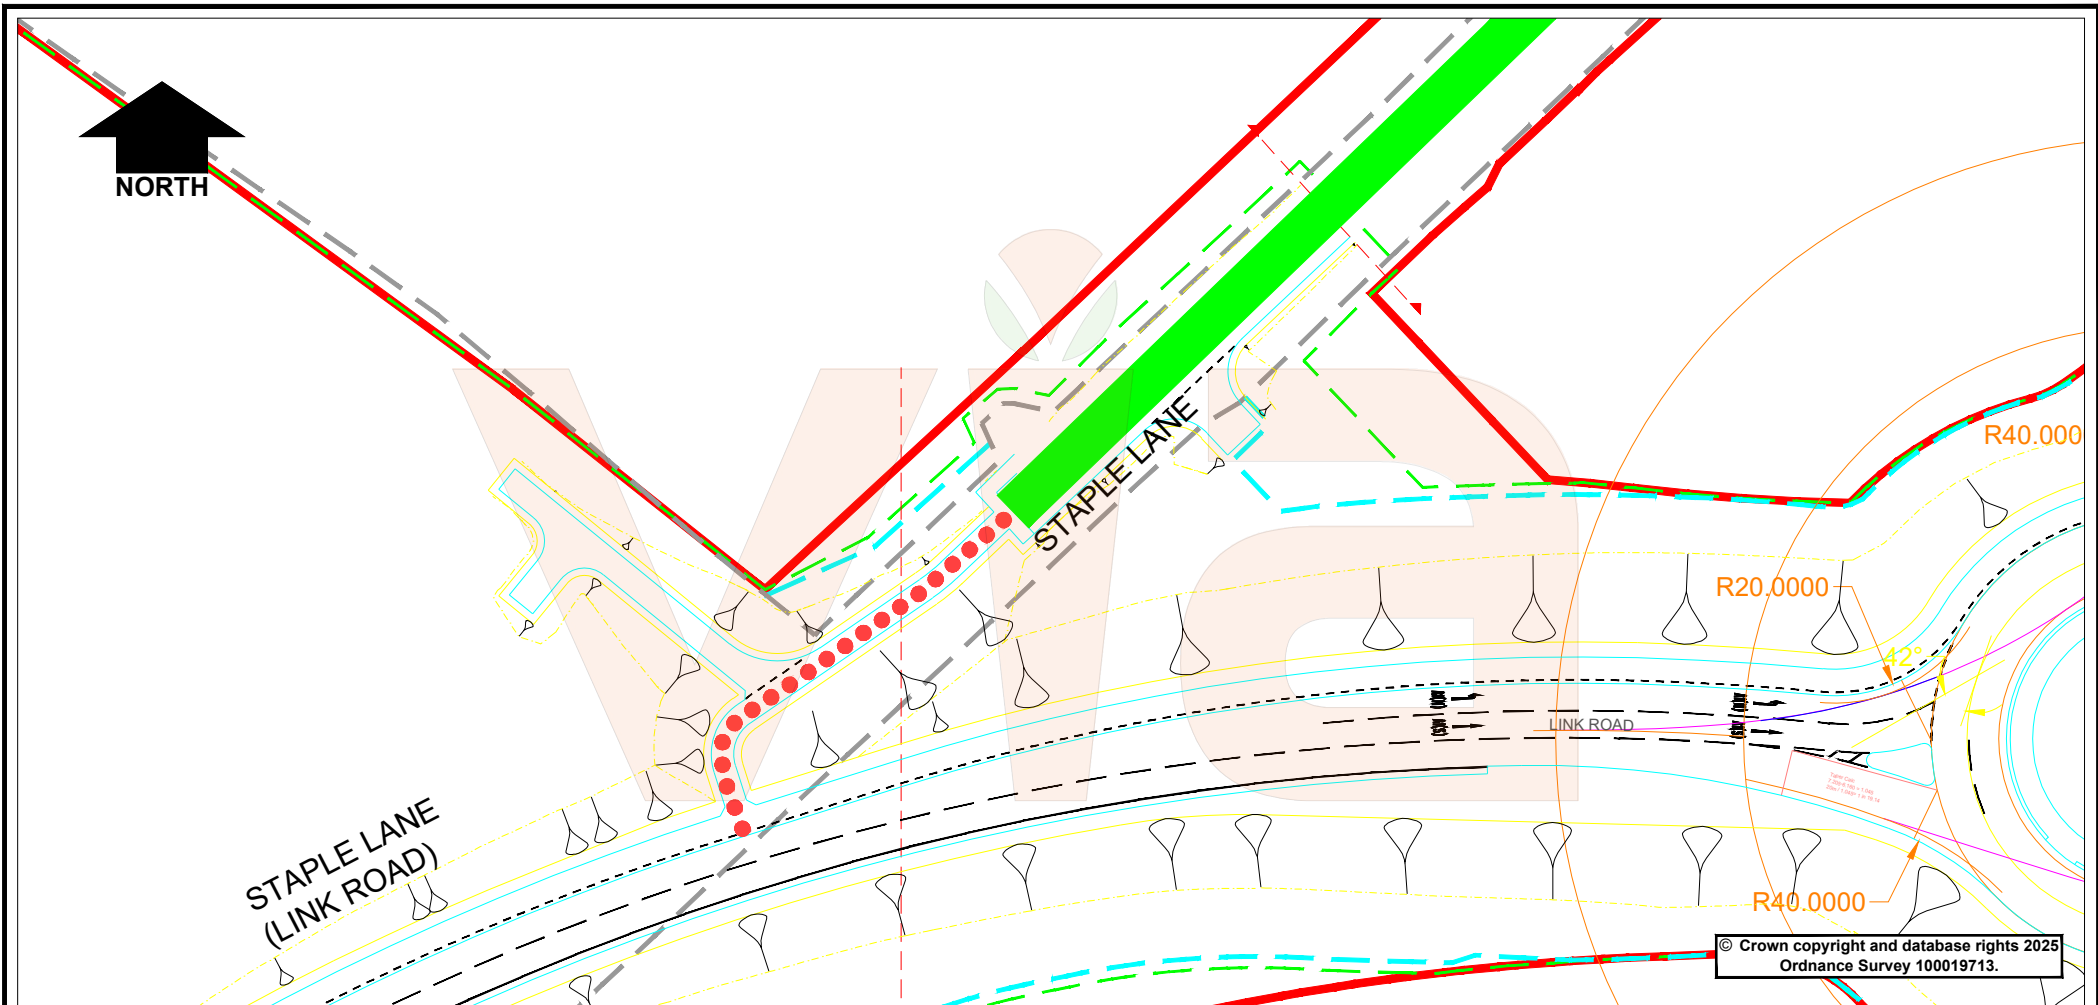 NORTH
STAPLE LANE
R40.000
R20.0000
42°
LINK ROAD
STAPLE LANE
(LINK ROAD)
R40.0000
© Crown copyright and database rights 2025
Ordnance Survey 100019713.
via